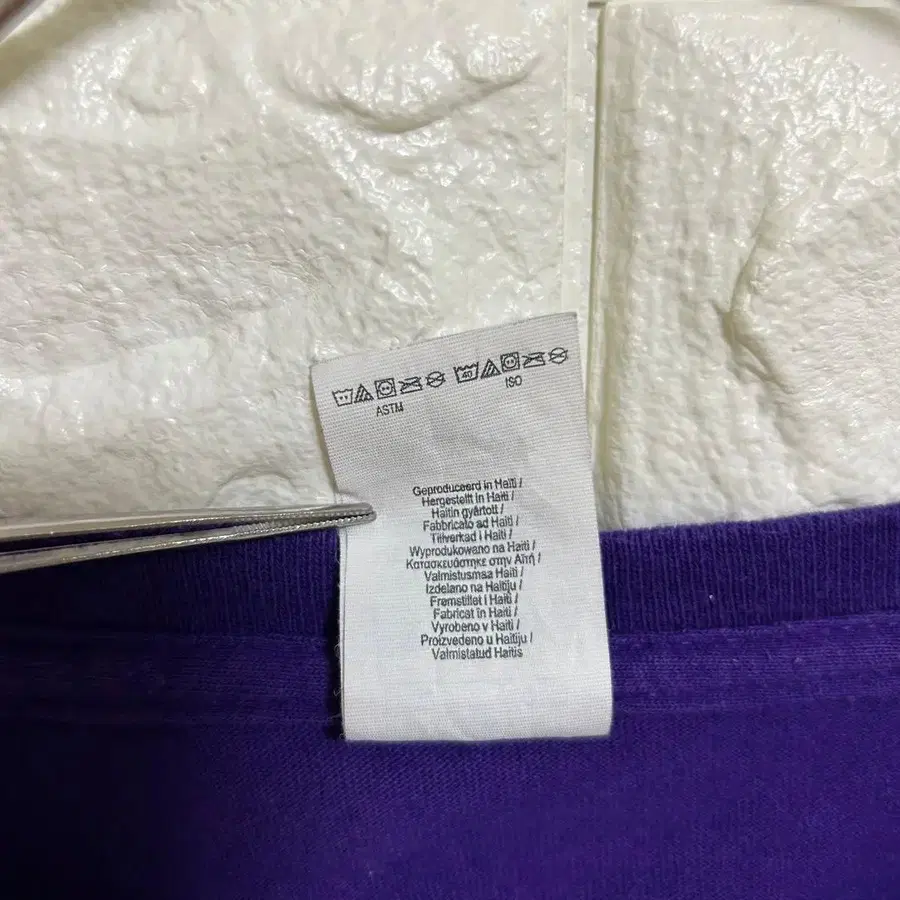 40
ASTM ISO
Geproduceerd in Haïti /
Hergestellt in Haiti /
Haitin gyártott /
Fabbricato ad Haiti /
Tillverkad i Haiti /
Wyprodukowano na Haiti /
Κατασκευάστηκε στην Αϊτή /
Valmistusmaa Haiti /
Izdelano na Haitiju /
Fremstillet i Haiti /
Fabricat în Haiti /
Vyrobeno v Haiti /
Proizvedeno u Haitiju /
Valmistatud Haitis